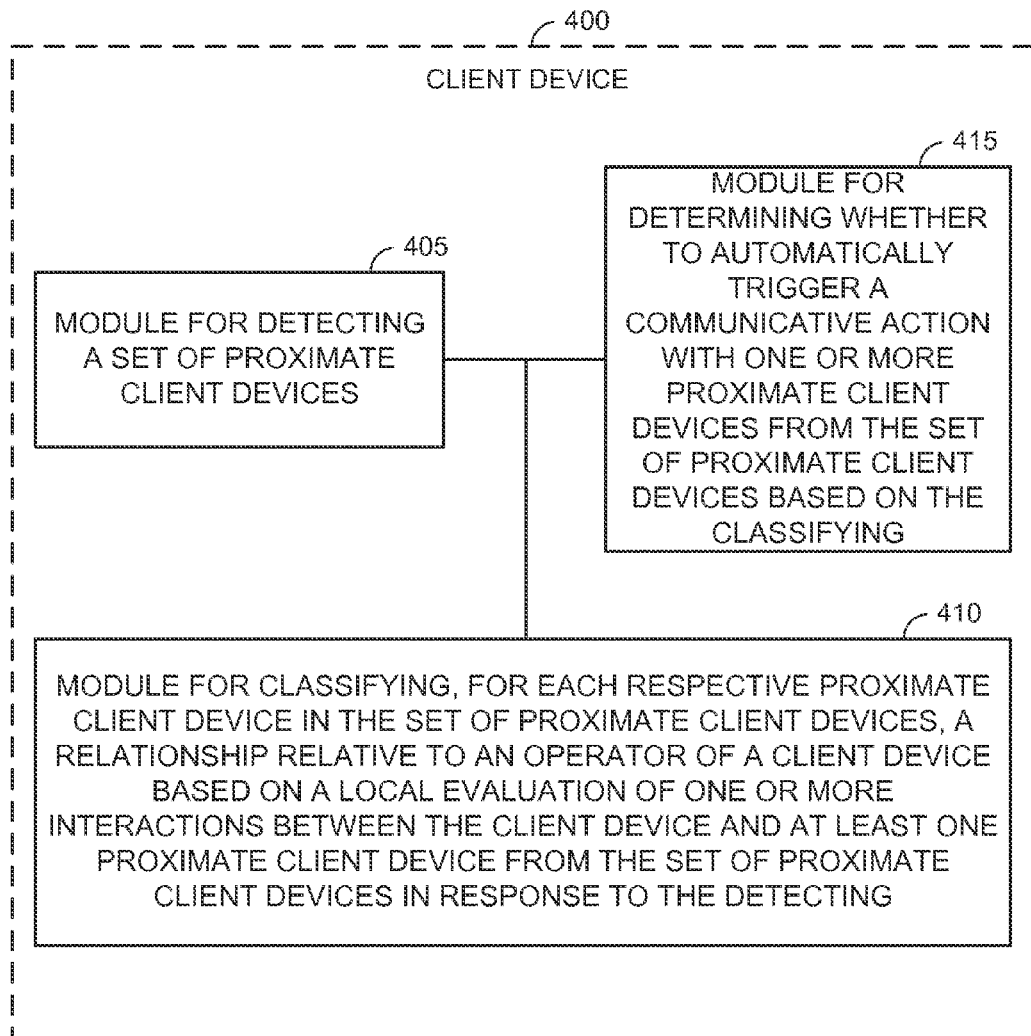 400
CLIENT DEVICE
415
MODULE FOR
DETERMINING WHETHER
TO AUTOMATICALLY
TRIGGER A
COMMUNICATIVE ACTION
WITH ONE OR MORE
PROXIMATE CLIENT
DEVICES FROM THE SET
OF PROXIMATE CLIENT
DEVICES BASED ON THE
CLASSIFYING
405
MODULE FOR DETECTING
A SET OF PROXIMATE
CLIENT DEVICES
410
MODULE FOR CLASSIFYING, FOR EACH RESPECTIVE PROXIMATE
CLIENT DEVICE IN THE SET OF PROXIMATE CLIENT DEVICES, A
RELATIONSHIP RELATIVE TO AN OPERATOR OF A CLIENT DEVICE
BASED ON A LOCAL EVALUATION OF ONE OR MORE
INTERACTIONS BETWEEN THE CLIENT DEVICE AND AT LEAST ONE
PROXIMATE CLIENT DEVICE FROM THE SET OF PROXIMATE
CLIENT DEVICES IN RESPONSE TO THE DETECTING